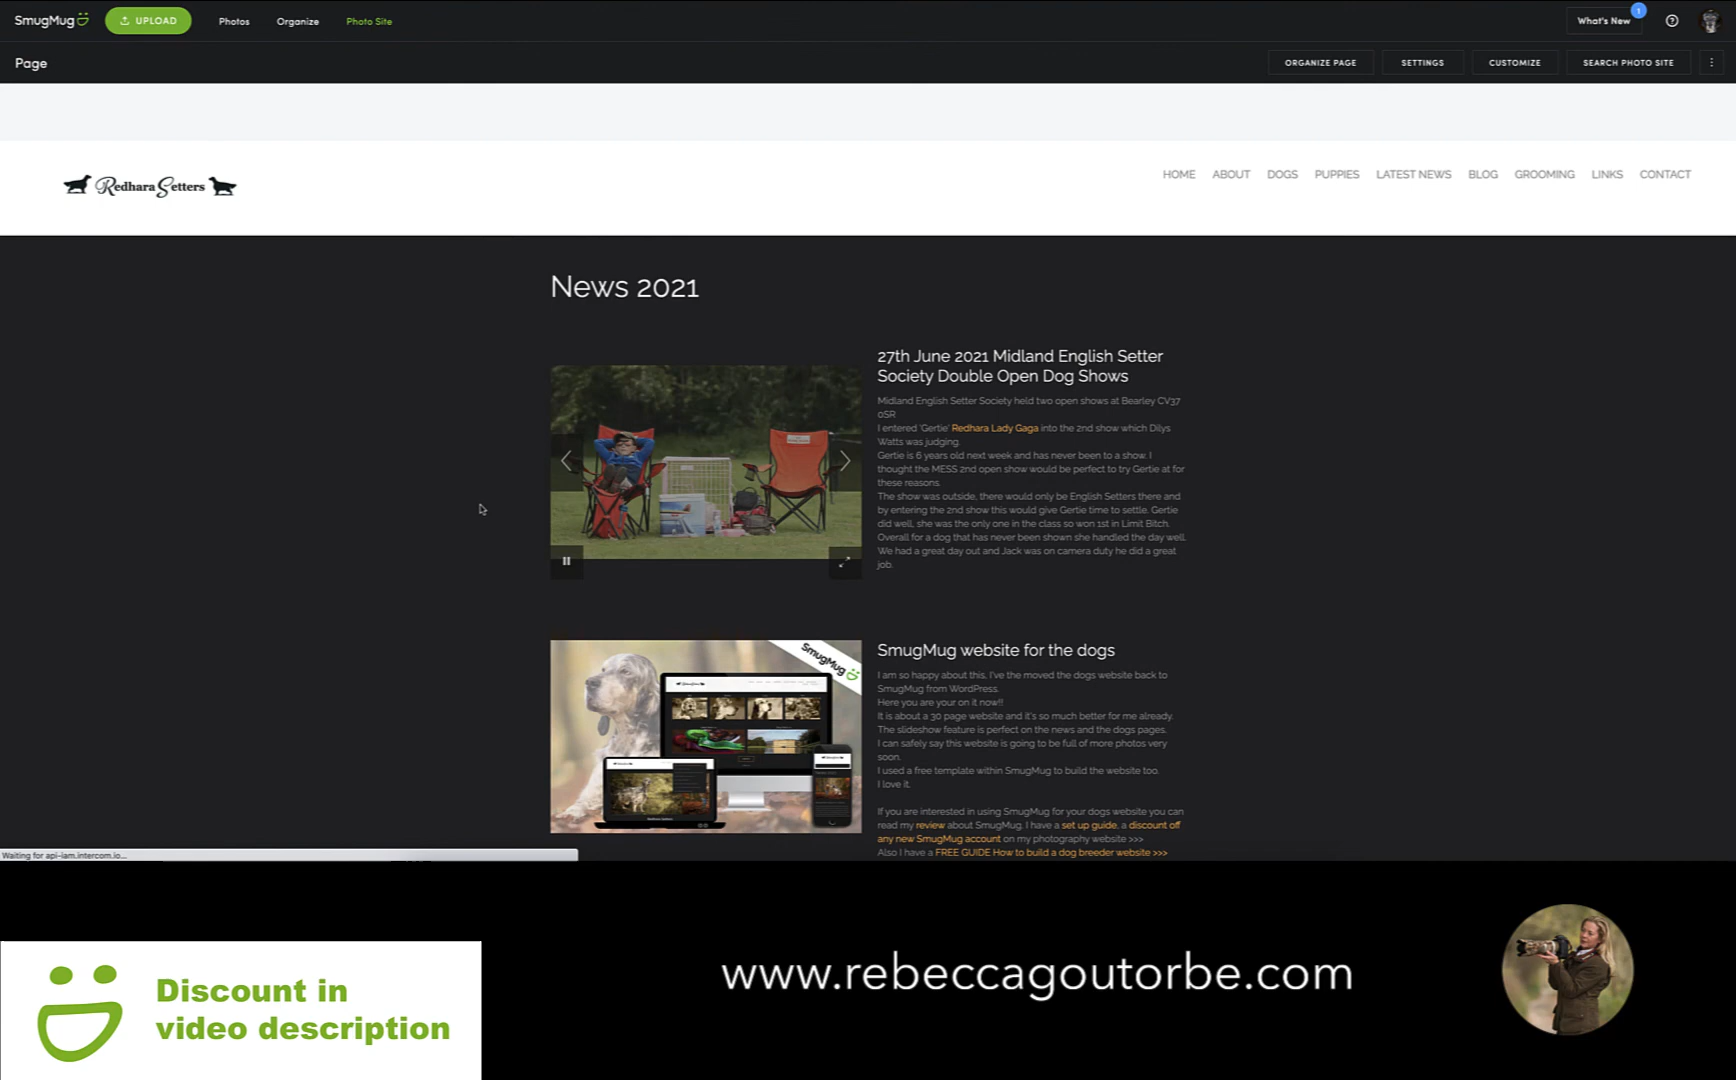 SmugMug
UPLOAD
Photos
Organize
Photo Site
What's New
1
Page
ORGANIZE PAGE
SETTINGS
CUSTOMIZE
SEARCH PHOTO SITE
Redhara Setters
HOME
ABOUT
DOGS
PUPPIES
LATEST NEWS
BLOG
GROOMING
LINKS
CONTACT
News 2021
27th June 2021 Midland English Setter
Society Double Open Dog Shows
Midland English Setter Society held two open shows at Bearley CV37
0SR
I entered 'Gertie' Redhara Lady Gaga into the 2nd show which Dilys
Watts was judging.
Gertie is 6 years old next week and has never been to a show. I
thought the MESS 2nd open show would be perfect to try Gertie at for
these reasons.
The show was outside, there would only be English Setters there and
by entering the 2nd show this would give Gertie time to settle. Gertie
did well, she was the only one in the class so won 1st in Limit Bitch.
Overall for a dog that has never been shown she handled the day well.
We had a great day out and Jack was on camera duty he did a great
job.
SmugMug
SmugMug website for the dogs
I am so happy about this, I've the moved the dogs website back to
SmugMug from WordPress.
Here you are your on it now!!
It is about a 30 page website and it's so much better for me already.
The slideshow feature is perfect on the news and the dogs pages.
I can safely say this website is going to be full of more photos very
soon.
I used a free template within SmugMug to build the website too.
I love it.
If you are interested in using SmugMug for your dogs website you can
read my review about SmugMug. I have a set up guide, a discount off
any new SmugMug account on my photography website >>>
Also I have a FREE GUIDE How to build a dog breeder website >>>
Waiting for api-iam.intercom.io...
Discount in
video description
www.rebeccagoutorbe.com